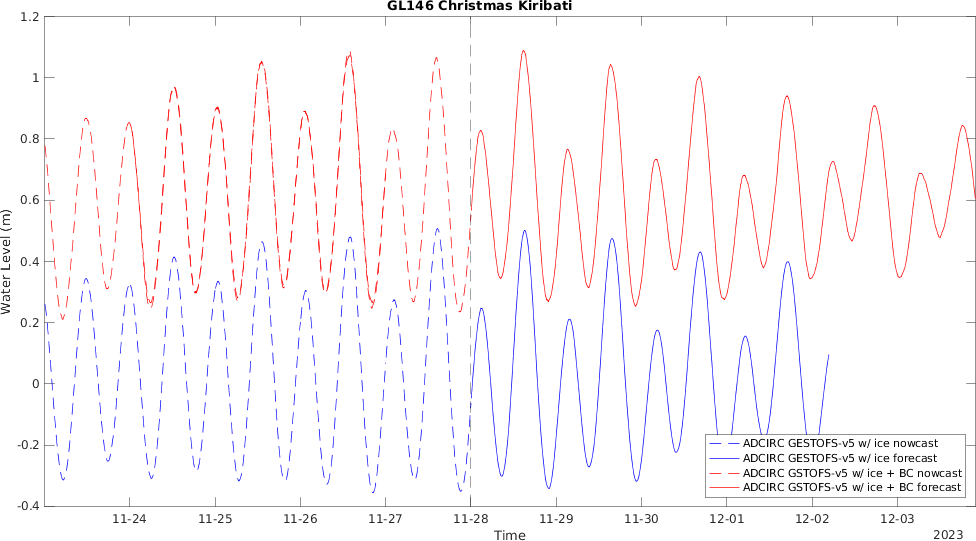 GL146 Christmas Kiribati
1.2
1
0.8
0.6
0.4
0.2
0
-0.2
-0.4
Water Level (m)
ADCIRC GESTOFS-v5 w/ ice nowcast
ADCIRC GESTOFS-v5 w/ ice forecast
ADCIRC GSTOFS-v5 w/ ice + BC nowcast
ADCIRC GSTOFS-v5 w/ ice + BC forecast
11-24 11-25 11-26 11-27 11-28 11-29 11-30 12-01 12-02 12-03
Time
2023